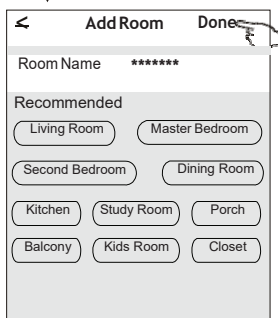 < Add Room Done
Room Name *******
Recommended
Living Room Master Bedroom
Second Bedroom Dining Room
Kitchen Study Room Porch
Balcony Kids Room Closet